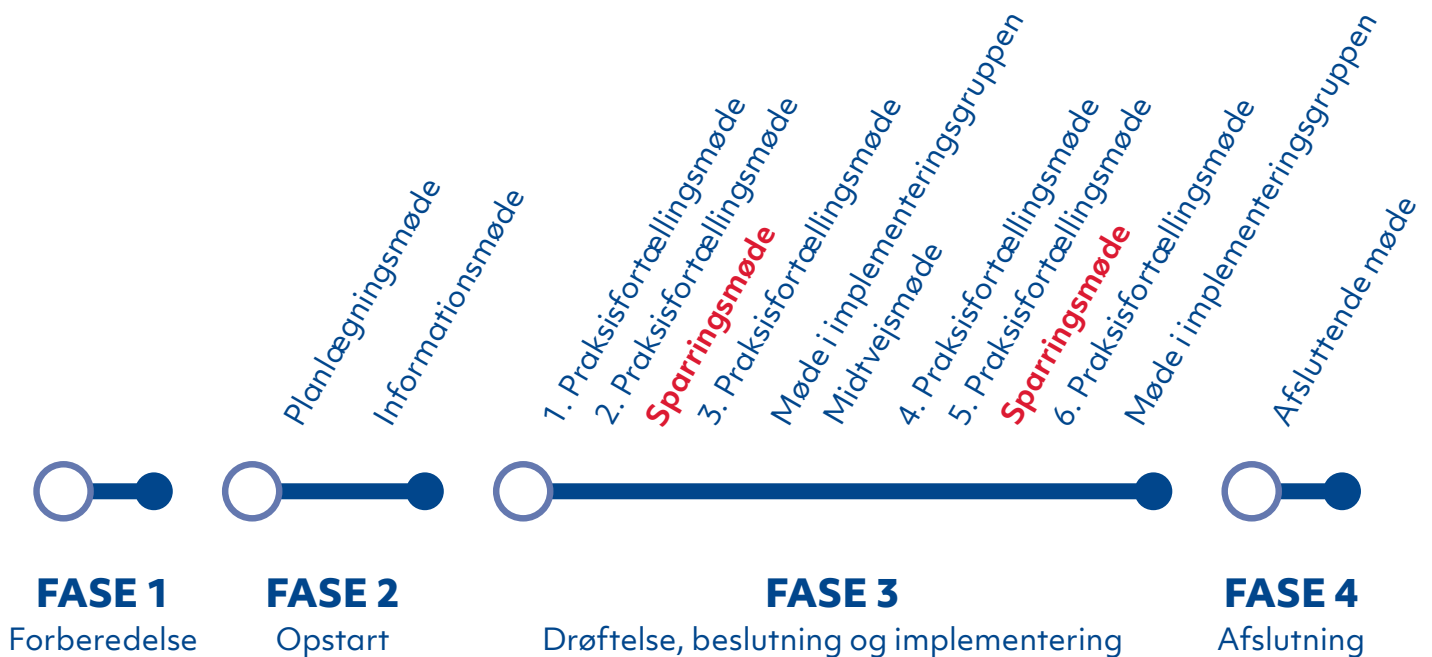 Planlægningsmøde
Informationsmøde
1. Praksisfortællingsmøde
2. Praksisfortællingsmøde
Sparringsmøde
3. Praksisfortællingsmøde
Møde i implementeringsgruppen
Midtvejsmøde
4. Praksisfortællingsmøde
5. Praksisfortællingsmøde
Sparringsmøde
6. Praksisfortællingsmøde
Møde i implementeringsgruppen
Afsluttende møde
FASE 1
Forberedelse
FASE 2
Opstart
FASE 3
Drøftelse, beslutning og implementering
FASE 4
Afslutning